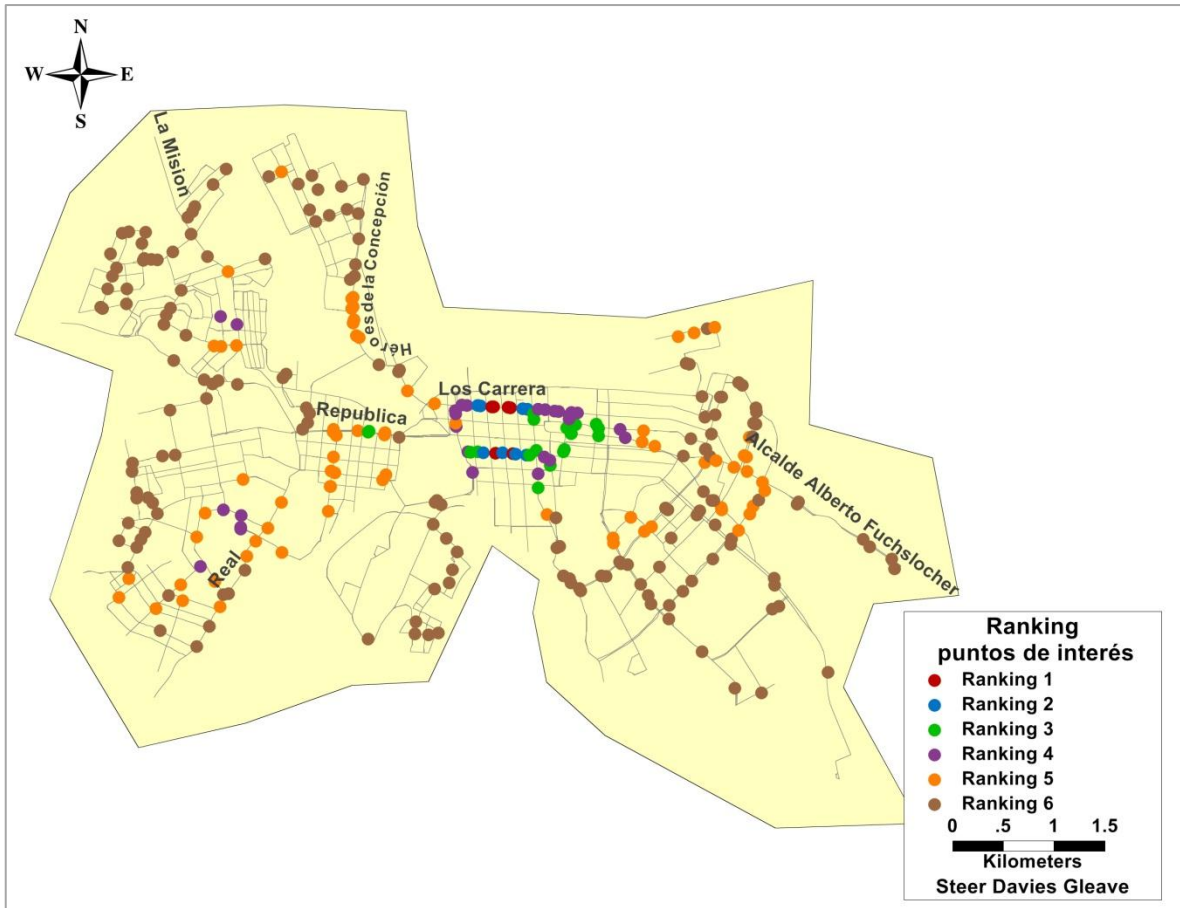 N
W E
S
La Mision
Héroes de la Concepción
Los Carrera
Republica
Alcalde Alberto Fuchslocher
Real
Ranking
puntos de interés
Ranking 1
Ranking 2
Ranking 3
Ranking 4
Ranking 5
Ranking 6
0 .5 1 1.5
Kilometers
Steer Davies Gleave